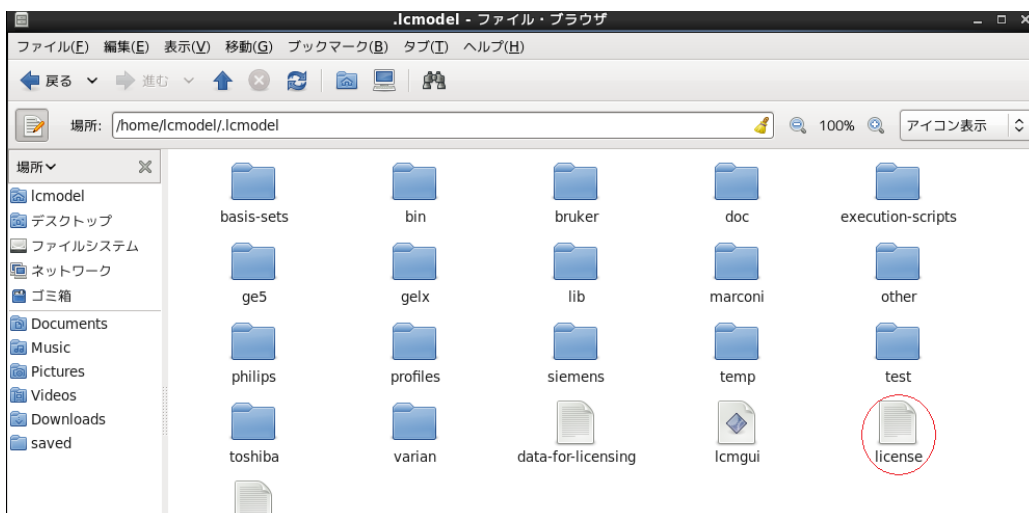 .lcmodel - ファイル・ブラウザ
ファイル(F) 編集(E) 表示(V) 移動(G) ブックマーク(B) タブ(T) ヘルプ(H)
戻る 進む
場所: /home/lcmodel/.lcmodel 100% アイコン表示
場所
lcmodel
デスクトップ
ファイルシステム
ネットワーク
ゴミ箱
Documents
Music
Pictures
Videos
Downloads
saved
basis-sets bin bruker doc execution-scripts
ge5 gelx lib marconi other
philips profiles siemens temp test
toshiba varian data-for-licensing lcmgui license